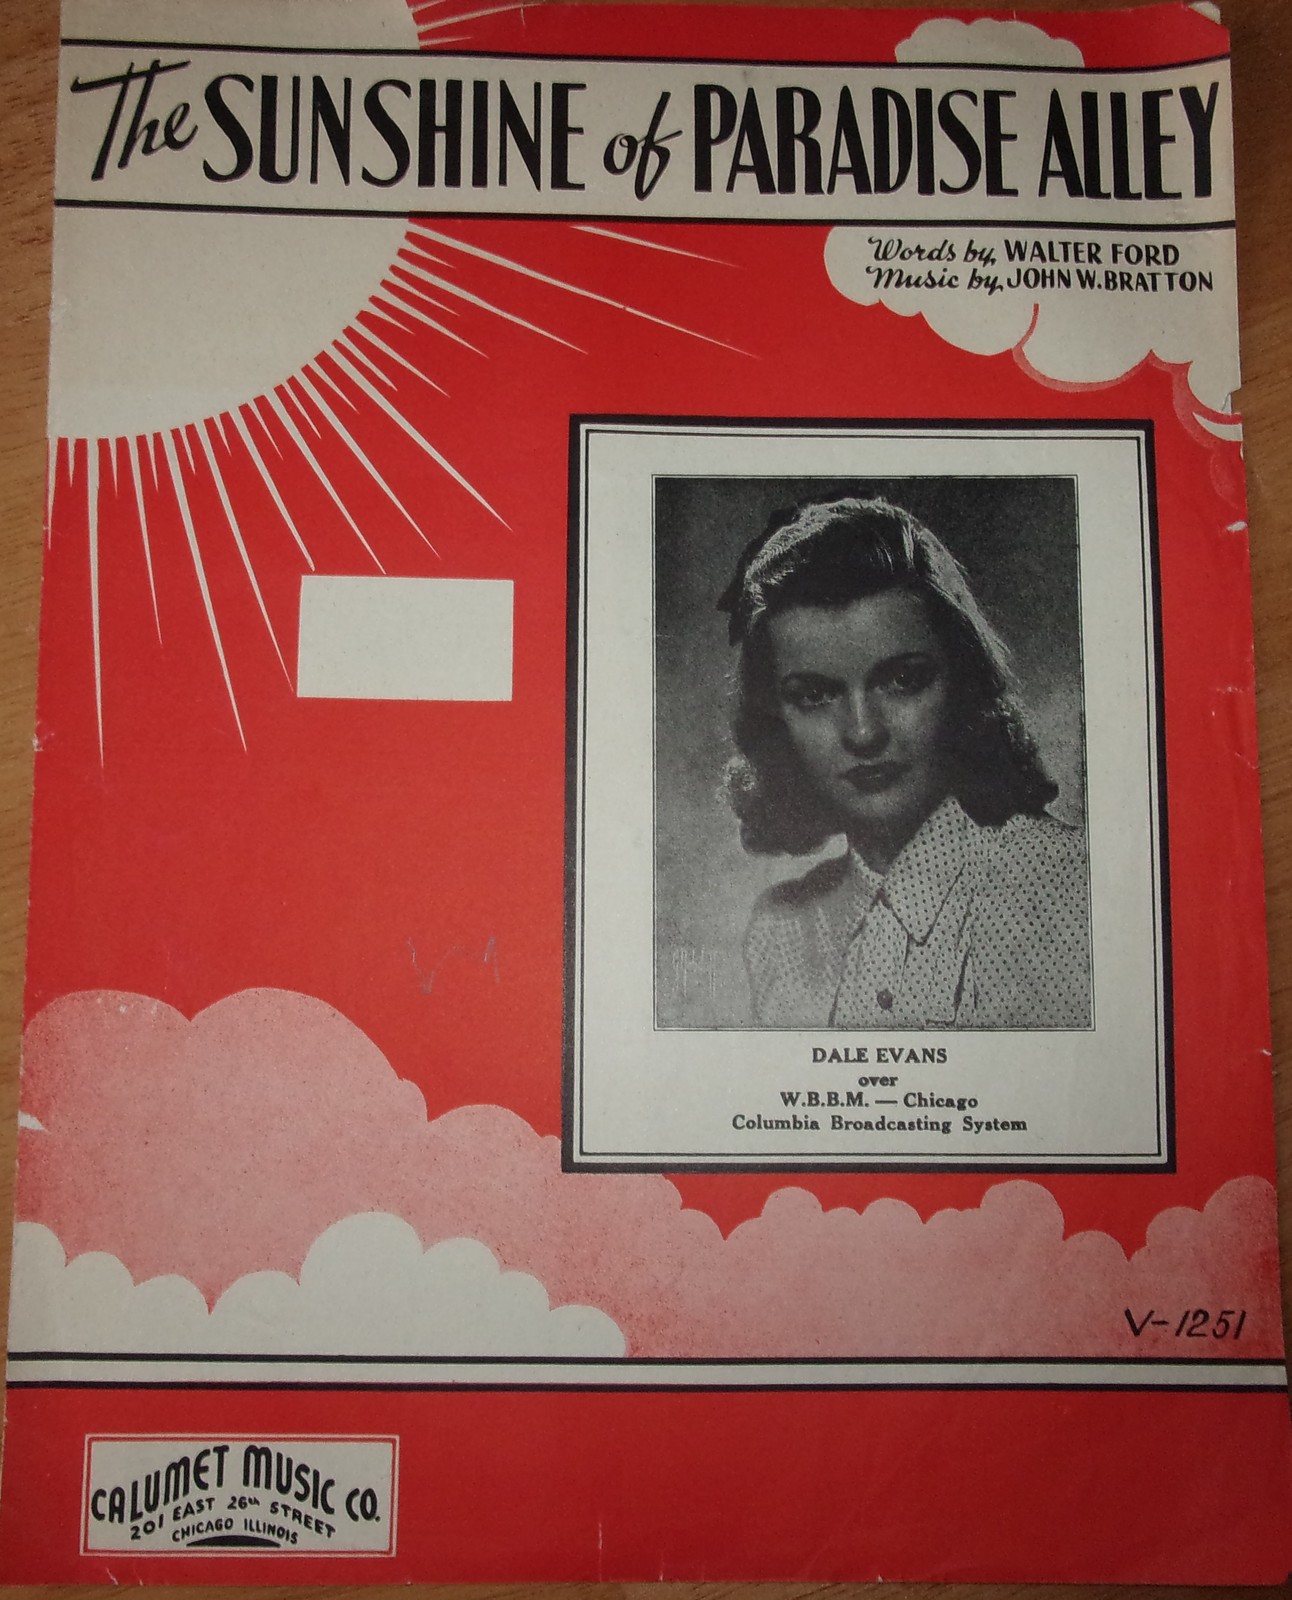 The SUNSHINE of PARADISE ALLEY
Words by WALTER FORD
Music by JOHN W. BRATTON
DALE EVANS
over
W.B.B.M. — Chicago
Columbia Broadcasting System
V-1251
CALUMET MUSIC CO.
201 EAST 26th STREET
CHICAGO ILLINOIS